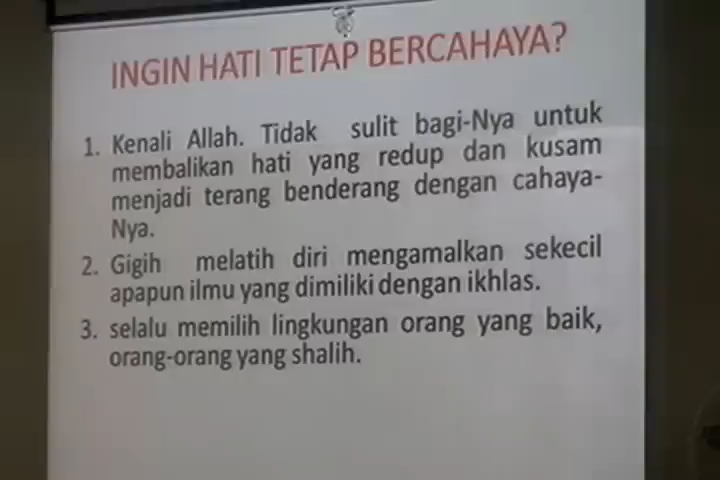 INGIN HATI TETAP BERCAHAYA?
1. Kenali Allah. Tidak sulit bagi-Nya untuk
membalikan hati yang redup dan kusam
menjadi terang benderang dengan cahaya-
Nya.
2. Gigih melatih diri mengamalkan sekecil
apapun ilmu yang dimiliki dengan ikhlas.
3. selalu memilih lingkungan orang yang baik,
orang-orang yang shalih.